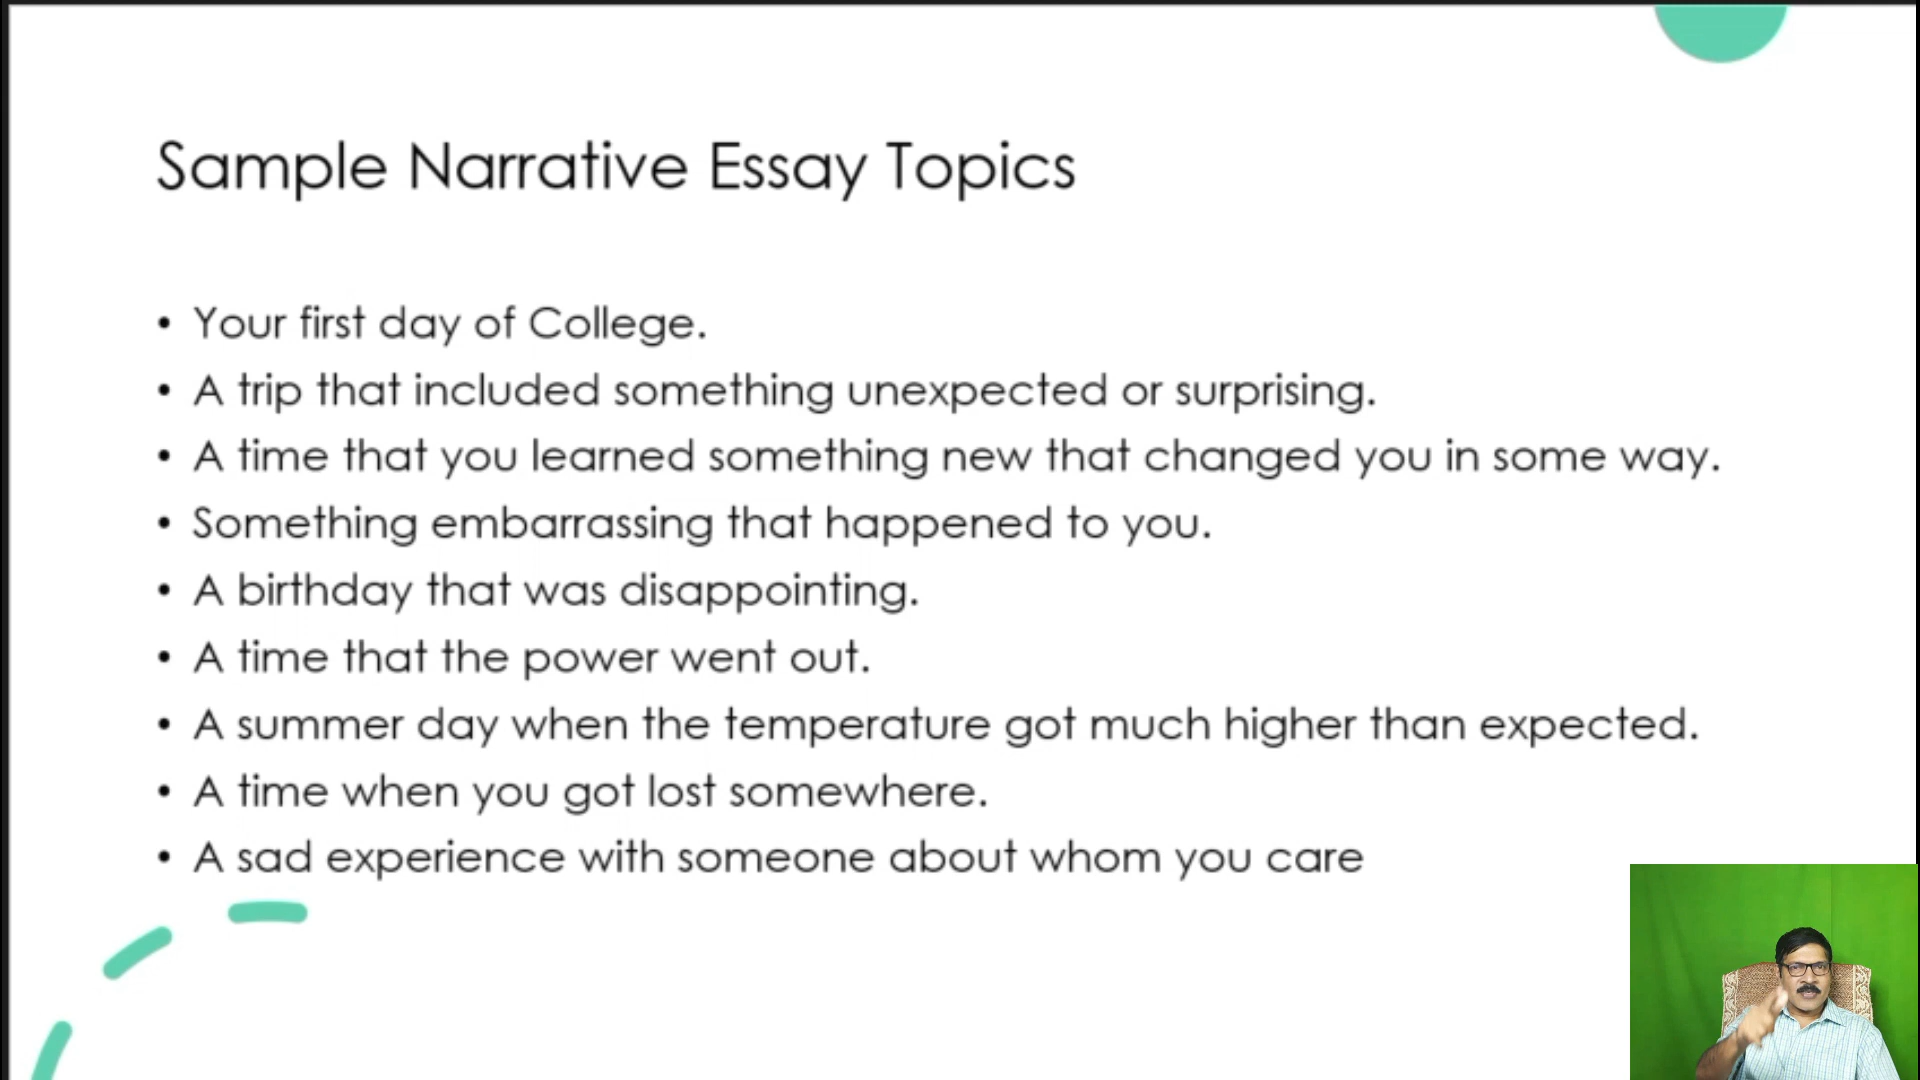 Sample Narrative Essay Topics
• Your first day of College.
• A trip that included something unexpected or surprising.
• A time that you learned something new that changed you in some way.
• Something embarrassing that happened to you.
• A birthday that was disappointing.
• A time that the power went out.
• A summer day when the temperature got much higher than expected.
• A time when you got lost somewhere.
• A sad experience with someone about whom you care